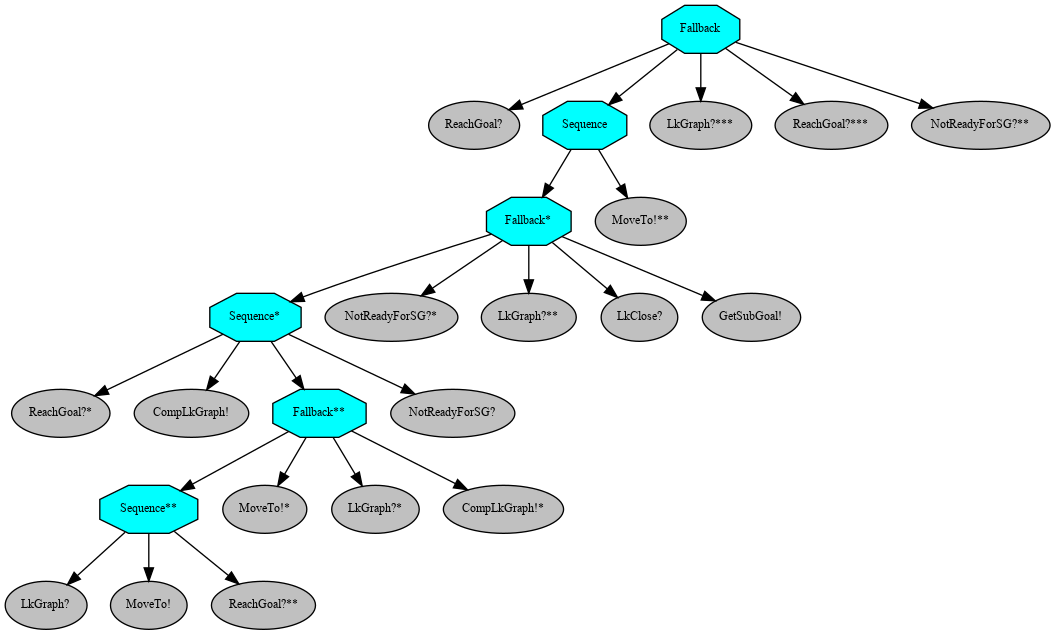 Fallback
ReachGoal?
Sequence
LkGraph?***
ReachGoal?***
NotReadyForSG?**
Fallback*
MoveTo!**
Sequence*
NotReadyForSG?*
LkGraph?**
LkClose?
GetSubGoal!
ReachGoal?*
CompLkGraph!
Fallback**
NotReadyForSG?
Sequence**
MoveTo!*
LkGraph?*
CompLkGraph!*
LkGraph?
MoveTo!
ReachGoal?**